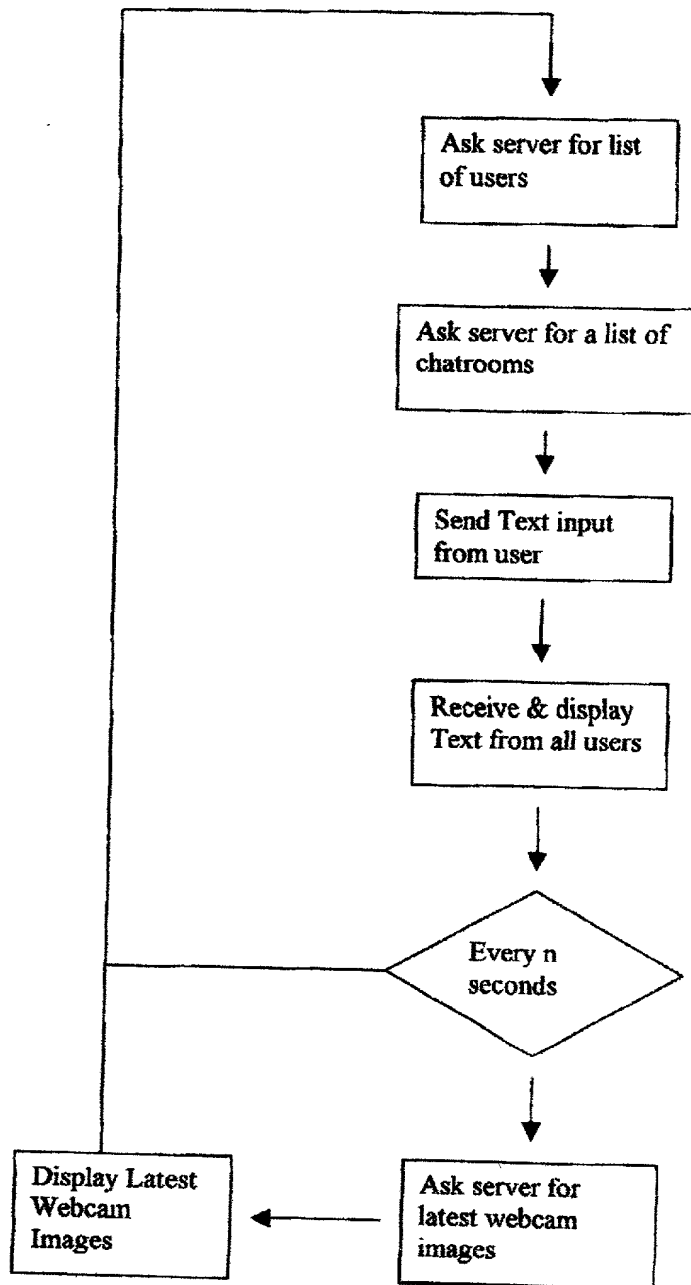 Ask server for list
of users
Ask server for a list of
chatrooms
Send Text input
from user
Receive & display
Text from all users
Every n
seconds
Ask server for
latest webcam
images
Display Latest
Webcam
Images